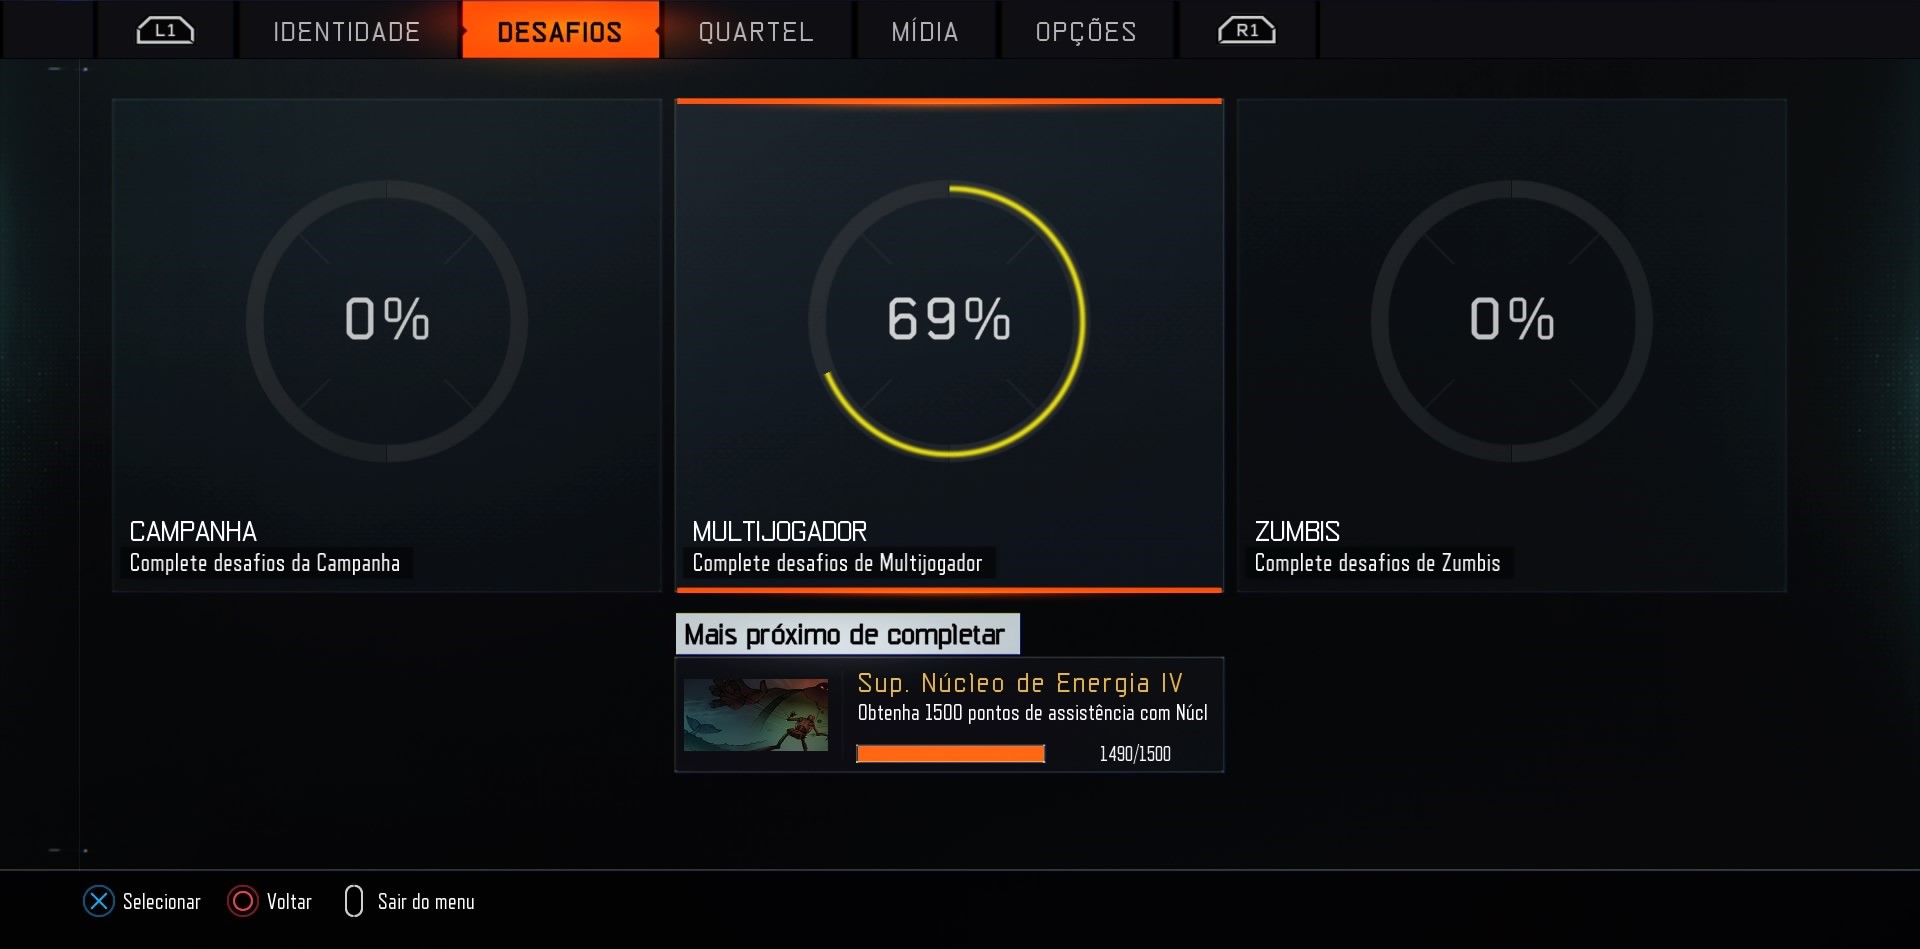 L1 IDENTIDADE DESAFIOS QUARTEL MÍDIA OPÇÕES R1
0%
CAMPANHA
Complete desafios da Campanha
69%
MULTIJOGADOR
Complete desafios de Multijogador
0%
ZUMBIS
Complete desafios de Zumbis
Mais próximo de completar
Sup. Núcleo de Energia IV
Obtenha 1500 pontos de assistência com Núcl
1490/1500
Selecionar Voltar Sair do menu